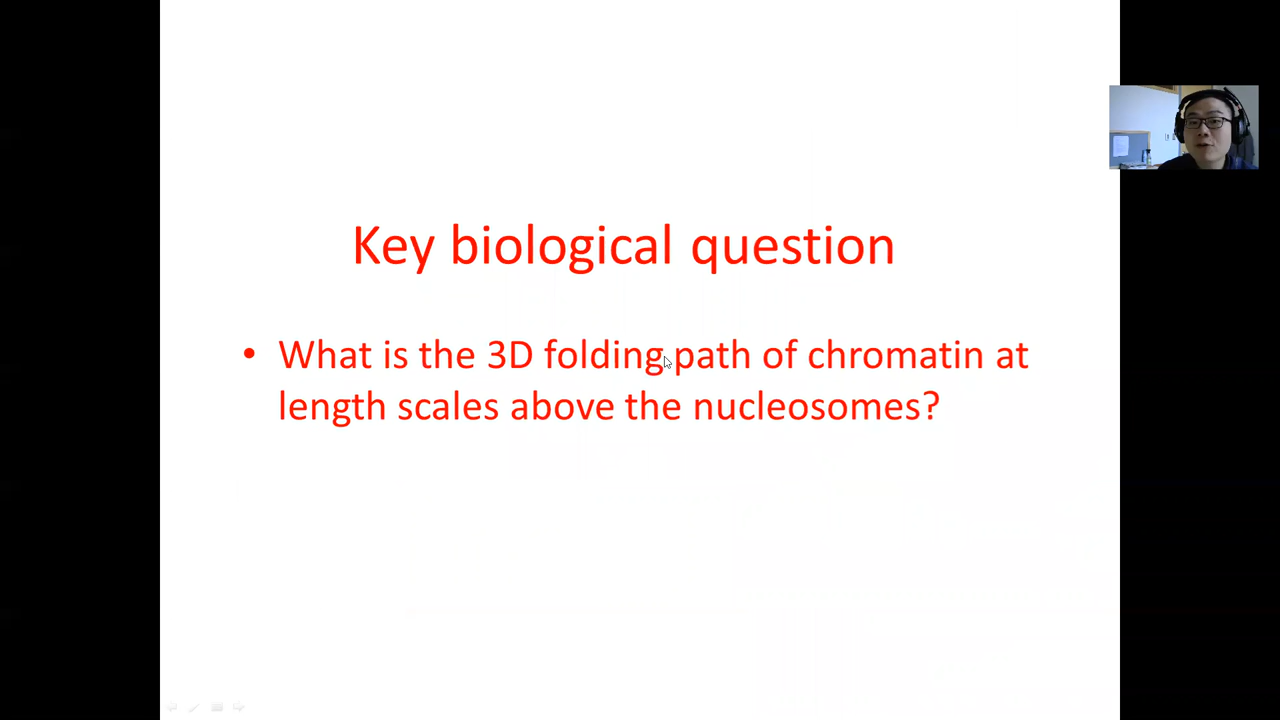 Key biological question
• What is the 3D folding path of chromatin at
length scales above the nucleosomes?